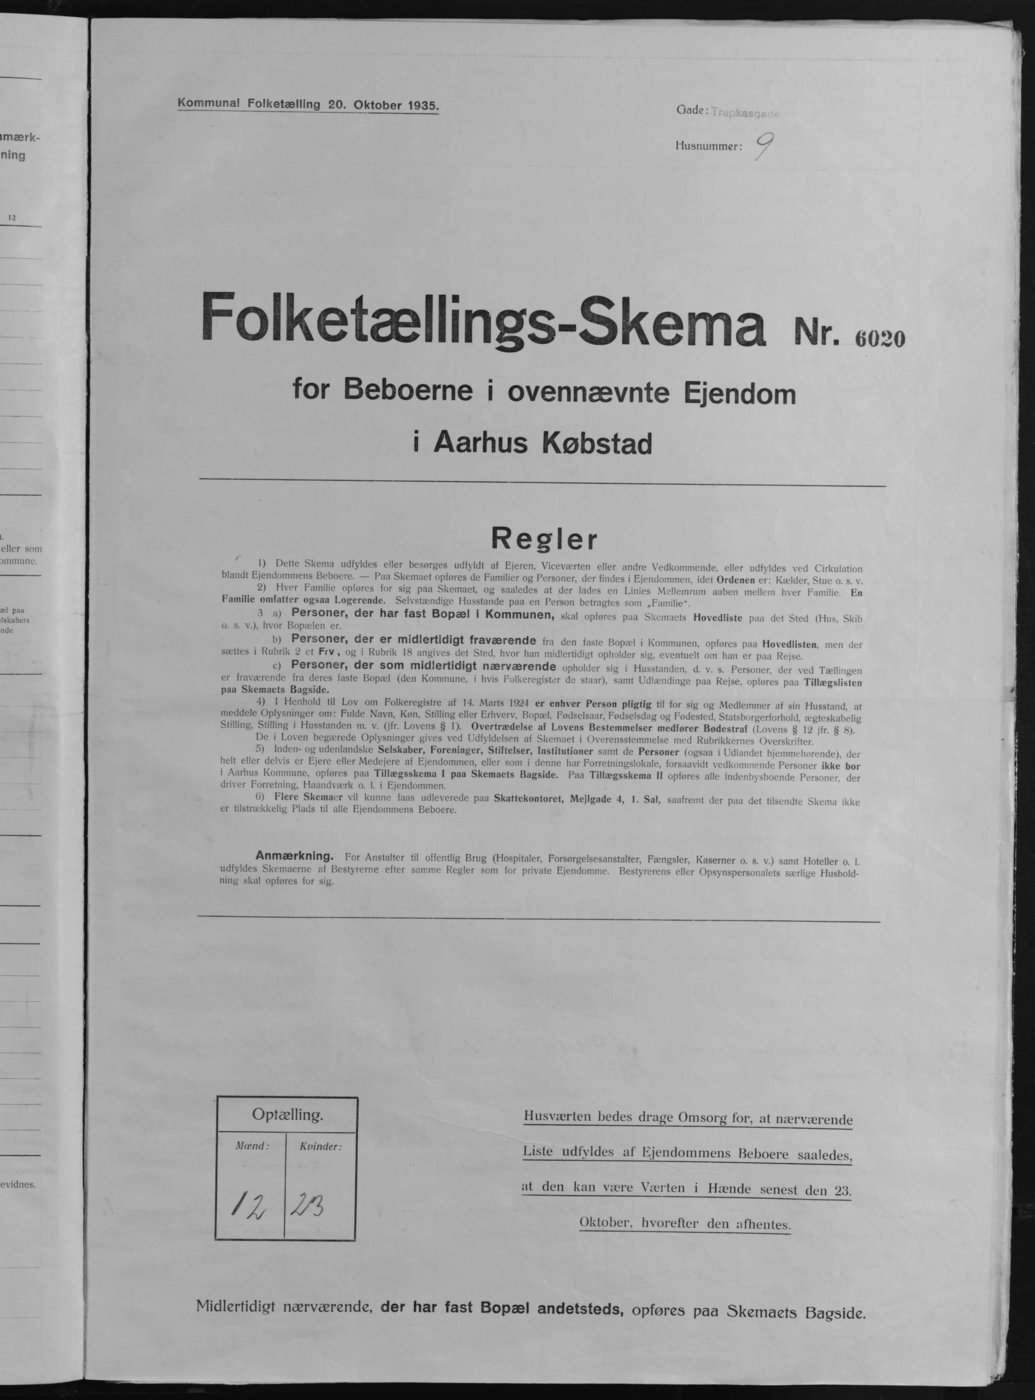 mærk-
ning
12
eller som
ommune.
æl paa
elskabers
nde
evidnes.
Kommunal Folketælling 20. Oktober 1935.
Gade: Trepkasgade
Husnummer: 9
Folketællings-Skema Nr. 6020
for Beboerne i ovennævnte Ejendom
i Aarhus Købstad
Regler
1) Dette Skema udfyldes eller besørges udfyldt af Ejeren, Viceværten eller andre Vedkommende, eller udfyldes ved Cirkulation
blandt Ejendommens Beboere. — Paa Skemaet opføres de Familier og Personer, der findes i Ejendommen, idet Ordenen er: Kælder, Stue o. s. v.
2) Hver Familie opføres for sig paa Skemaet, og saaledes at der lades en Linies Mellemrum aaben mellem hver Familie. En
Familie omfatter ogsaa Logerende. Selvstændige Husstande paa en Person betragtes som „Familie“.
3 a) Personer, der har fast Bopæl i Kommunen, skal opføres paa Skemaets Hovedliste paa det Sted (Hus, Skib
o. s. v.), hvor Bopælen er.
b) Personer, der er midlertidigt fraværende fra den faste Bopæl i Kommunen, opføres paa Hovedlisten, men der
sættes i Rubrik 2 et Frv, og i Rubrik 18 angives det Sted, hvor han midlertidigt opholder sig, eventuelt om han er paa Rejse.
c) Personer, der som midlertidigt nærværende opholder sig i Husstanden, d. v. s. Personer, der ved Tællingen
er fraværende fra deres faste Bopæl (den Kommune, i hvis Folkeregister de staar), samt Udlændinge paa Rejse, opføres paa Tillægslisten
paa Skemaets Bagside.
4) I Henhold til Lov om Folkeregistre af 14. Marts 1924 er enhver Person pligtig til for sig og Medlemmer af sin Husstand, at
meddele Oplysninger om: Fulde Navn, Køn, Stilling eller Erhverv, Bopæl, Fødselsaar, Fødselsdag og Fødested, Statsborgerforhold, ægteskabelig
Stilling, Stilling i Husstanden m. v. (jfr. Lovens § 1). Overtrædelse af Lovens Bestemmelser medfører Bødestraf (Lovens § 12 jfr. § 8).
De i Loven begærede Oplysninger gives ved Udfyldelsen af Skemaet i Overensstemmelse med Rubrikkernes Overskrifter.
5) Inden- og udenlandske Selskaber, Foreninger, Stiftelser, Institutioner samt de Personer (ogsaa i Udlandet hjemmehørende), der
helt eller delvis er Ejere eller Medejere af Ejendommen, eller som i denne har Forretningslokale, forsaavidt vedkommende Personer ikke bor
i Aarhus Kommune, opføres paa Tillægsskema I paa Skemaets Bagside. Paa Tillægsskema II opføres alle indenbysboende Personer, der
driver Forretning, Haandværk o. l. i Ejendommen.
6) Flere Skemaer vil kunne faas udleverede paa Skattekontoret, Mejlgade 4, 1. Sal, saafremt der paa det tilsendte Skema ikke
er tilstrækkelig Plads til alle Ejendommens Beboere.
Anmærkning. For Anstalter til offentlig Brug (Hospitaler, Forsørgelsesanstalter, Fængsler, Kaserner o. s. v.) samt Hoteller o. l.
udfyldes Skemaerne af Bestyrerne efter samme Regler som for private Ejendomme. Bestyrerens eller Opsynspersonalets særlige Hushold-
ning skal opføres for sig.
Optælling.
Mænd: Kvinder:
12 23
Husværten bedes drage Omsorg for, at nærværende
Liste udfyldes af Ejendommens Beboere saaledes,
at den kan være Værten i Hænde senest den 23.
Oktober, hvorefter den afhentes.
Midlertidigt nærværende, der har fast Bopæl andetsteds, opføres paa Skemaets Bagside.